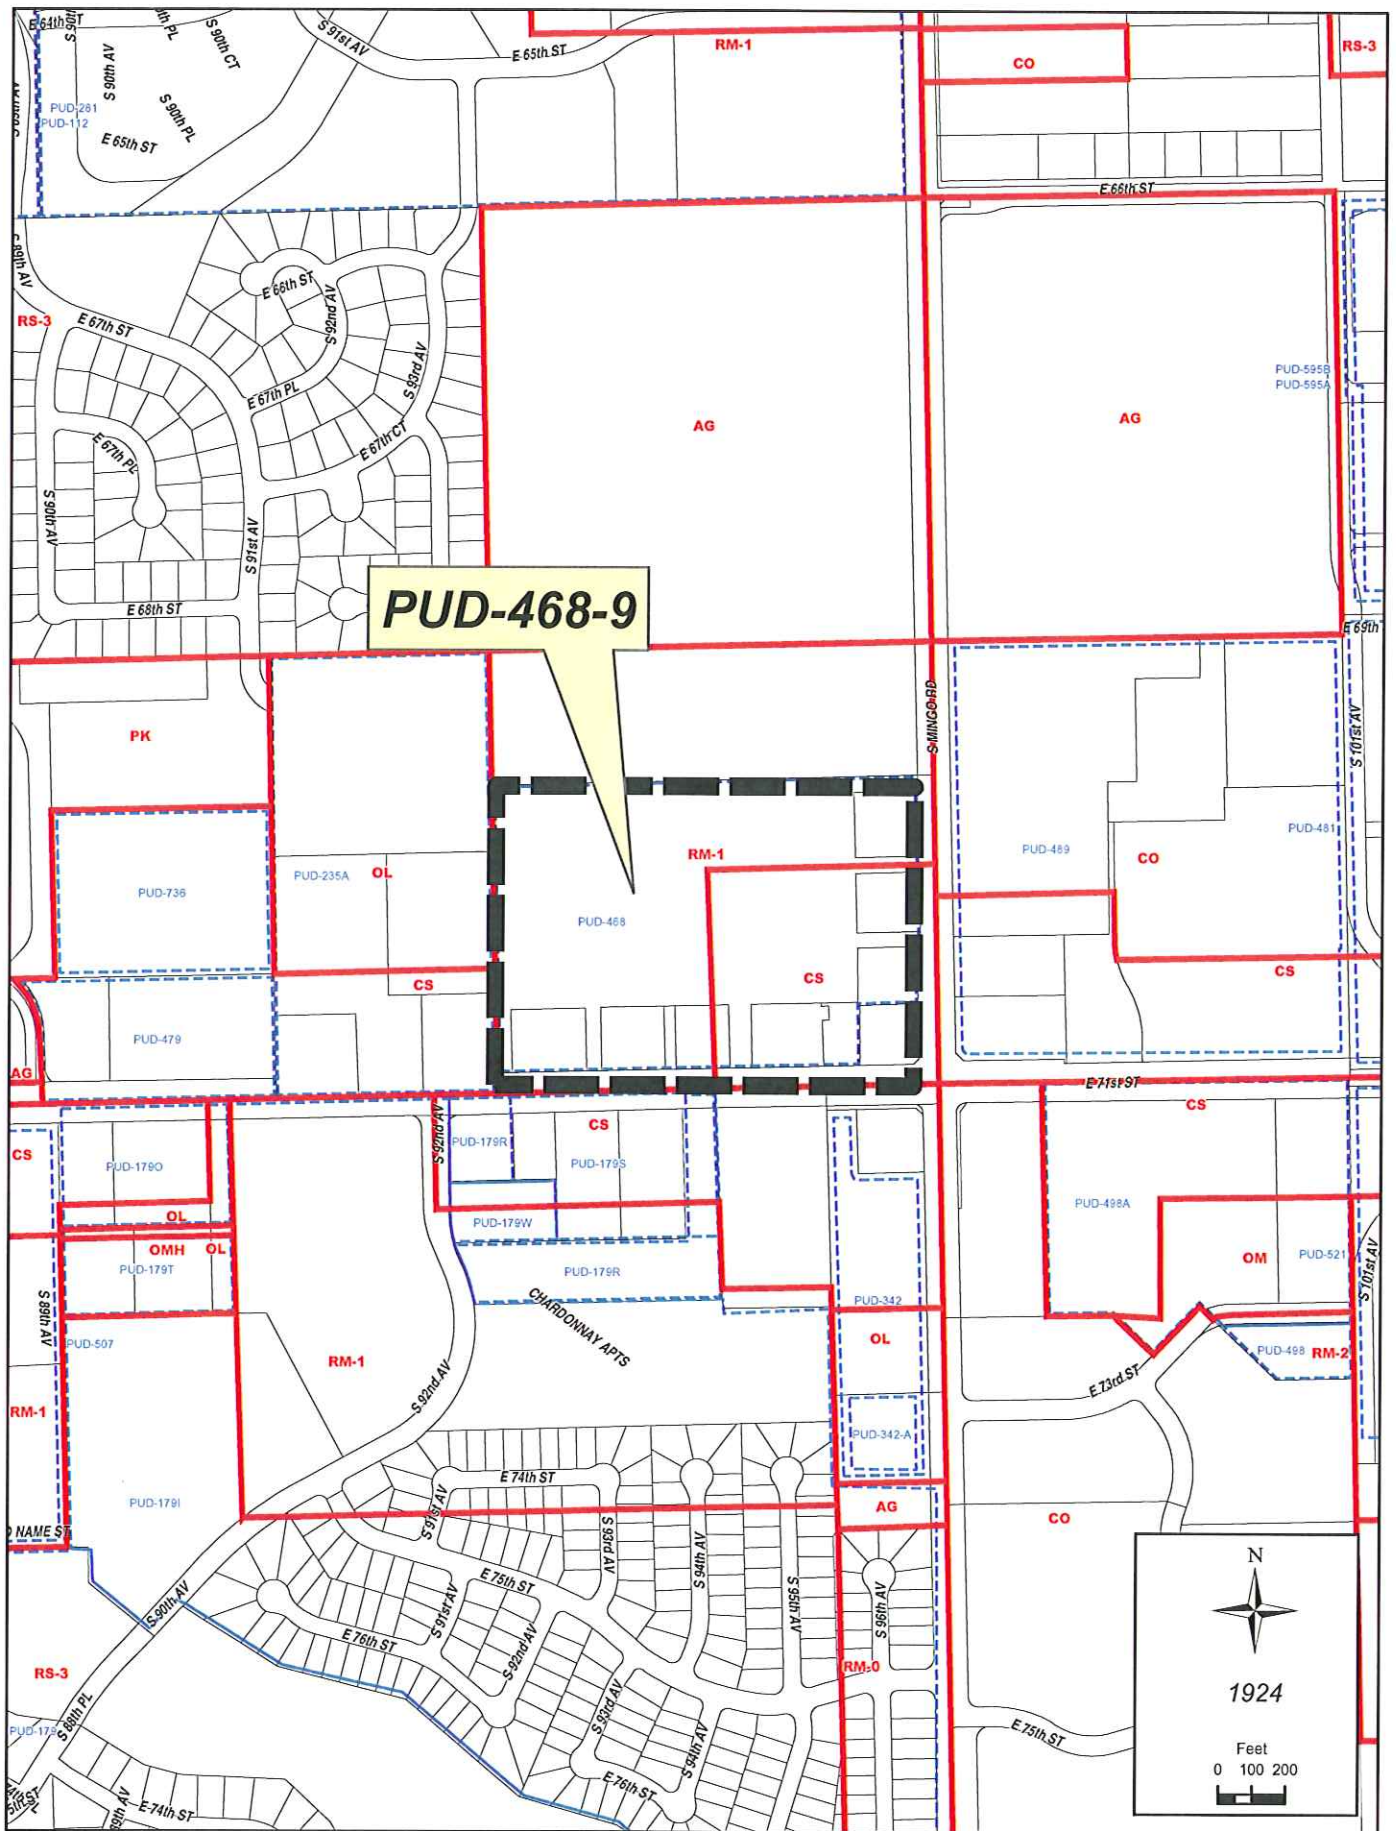 E 64th ST
S 90th CT
S 91st AV
E 65th ST
RM-1
CO
RS-3
S 90th AV
S 90th PL
PUD-281
PUD-112
E 65th ST
E 66th ST
S 89th AV
E 66th ST
S 92nd AV
RS-3
E 67th ST
S 93rd AV
E 67th PL
PUD-595B
PUD-595A
AG
AG
E 67th CT
E 67th PL
S 90th AV
S 91st AV
E 68th ST
PUD-468-9
E 69th
S MINGO RD
S 101st AV
PK
PUD-481
PUD-489
CO
RM-1
PUD-736
PUD-235A
OL
PUD-468
CS
CS
CS
PUD-479
AG
E 71st ST
CS
CS
CS
S 92nd AV
PUD-179R
PUD-179S
PUD-179O
PUD-498A
OL
PUD-179W
OMH
OL
PUD-179T
OM
PUD-521
S 101st AV
PUD-179R
S 89th AV
CHARDONNAY APTS
PUD-342
PUD-507
OL
RM-1
PUD-498
RM-2
E 73rd ST
S 92nd AV
RM-1
PUD-342-A
E 74th ST
PUD-179I
S 91st AV
AG
CO
NAME ST
S 93rd AV
S 94th AV
S 95th AV
S 96th AV
E 75th ST
S 90th AV
S 91st AV
E 76th ST
S 92nd AV
RS-3
RM-0
S 88th PL
S 93rd AV
PUD-179
S 94th AV
E 75th ST
E 76th ST
E 74th ST
N
1924
Feet
0 100 200